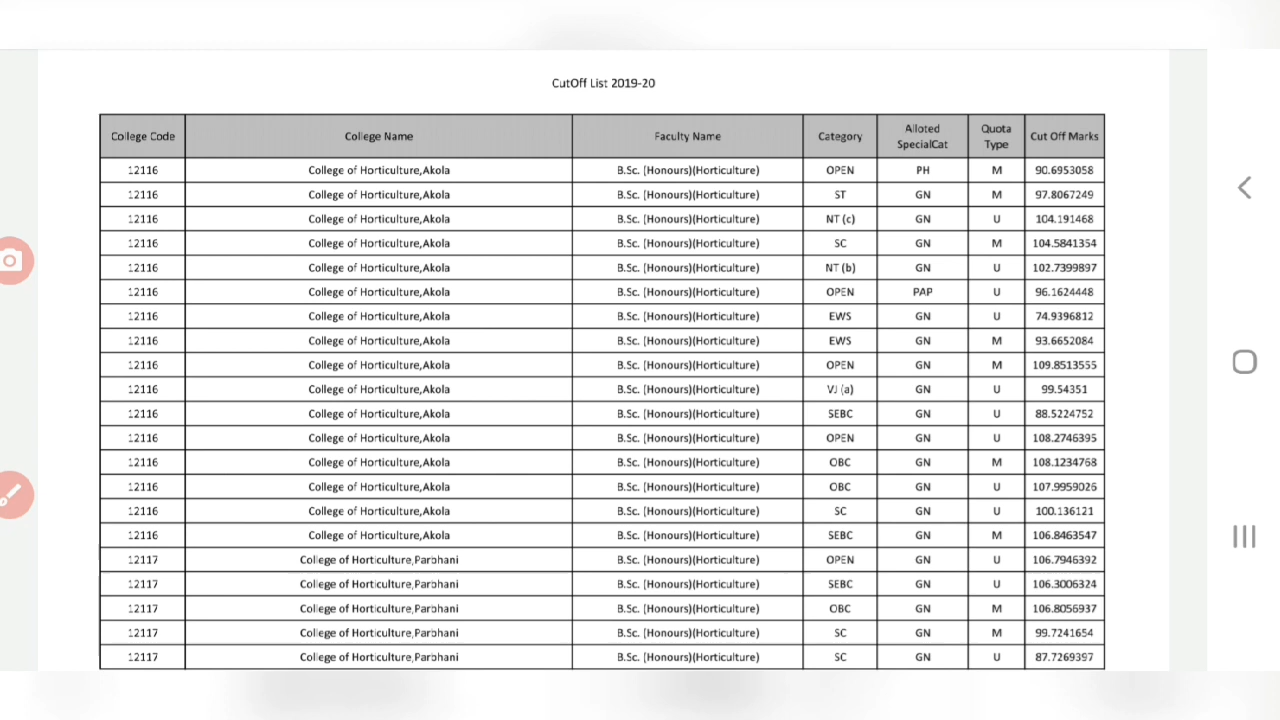 CutOff List 2019-20
College Code College Name Faculty Name Category Alloted SpecialCat Quota Type Cut Off Marks
12116 College of Horticulture,Akola B.Sc. (Honours)(Horticulture) OPEN PH M 90.6953058
12116 College of Horticulture,Akola B.Sc. (Honours)(Horticulture) ST GN M 97.8067249
12116 College of Horticulture,Akola B.Sc. (Honours)(Horticulture) NT (c) GN U 104.191468
12116 College of Horticulture,Akola B.Sc. (Honours)(Horticulture) SC GN M 104.5841354
12116 College of Horticulture,Akola B.Sc. (Honours)(Horticulture) NT (b) GN U 102.7399897
12116 College of Horticulture,Akola B.Sc. (Honours)(Horticulture) OPEN PAP U 96.1624448
12116 College of Horticulture,Akola B.Sc. (Honours)(Horticulture) EWS GN U 74.9396812
12116 College of Horticulture,Akola B.Sc. (Honours)(Horticulture) EWS GN M 93.6652084
12116 College of Horticulture,Akola B.Sc. (Honours)(Horticulture) OPEN GN M 109.8513555
12116 College of Horticulture,Akola B.Sc. (Honours)(Horticulture) VJ (a) GN U 99.54351
12116 College of Horticulture,Akola B.Sc. (Honours)(Horticulture) SEBC GN U 88.5224752
12116 College of Horticulture,Akola B.Sc. (Honours)(Horticulture) OPEN GN U 108.2746395
12116 College of Horticulture,Akola B.Sc. (Honours)(Horticulture) OBC GN M 108.1234768
12116 College of Horticulture,Akola B.Sc. (Honours)(Horticulture) OBC GN U 107.9959026
12116 College of Horticulture,Akola B.Sc. (Honours)(Horticulture) SC GN U 100.136121
12116 College of Horticulture,Akola B.Sc. (Honours)(Horticulture) SEBC GN M 106.8463547
12117 College of Horticulture,Parbhani B.Sc. (Honours)(Horticulture) OPEN GN U 106.7946392
12117 College of Horticulture,Parbhani B.Sc. (Honours)(Horticulture) SEBC GN U 106.3006324
12117 College of Horticulture,Parbhani B.Sc. (Honours)(Horticulture) OBC GN M 106.8056937
12117 College of Horticulture,Parbhani B.Sc. (Honours)(Horticulture) SC GN M 99.7241654
12117 College of Horticulture,Parbhani B.Sc. (Honours)(Horticulture) SC GN U 87.7269397